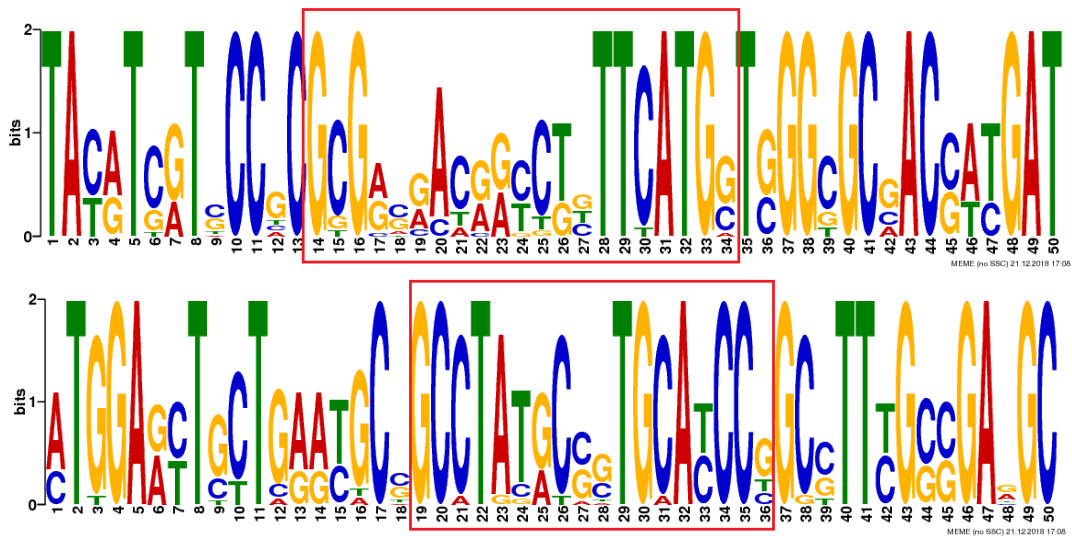 2
bits
1
0
TACATCGTCCCGCGCGACGACGGCCTGTTCATGGTGGGCGCGACCATGAT
1 2 3 4 5 6 7 8 9 10 11 12 13 14 15 16 17 18 19 20 21 22 23 24 25 26 27 28 29 30 31 32 33 34 35 36 37 38 39 40 41 42 43 44 45 46 47 48 49 50
MEME (no SSC) 21.12.2018 17:08
2
bits
1
0
ATGGAGCTGCTGAATGCCGCCTATGCCGTGCATCCGGCCTTTGCCGAGGC
1 2 3 4 5 6 7 8 9 10 11 12 13 14 15 16 17 18 19 20 21 22 23 24 25 26 27 28 29 30 31 32 33 34 35 36 37 38 39 40 41 42 43 44 45 46 47 48 49 50
MEME (no SSC) 21.12.2018 17:08